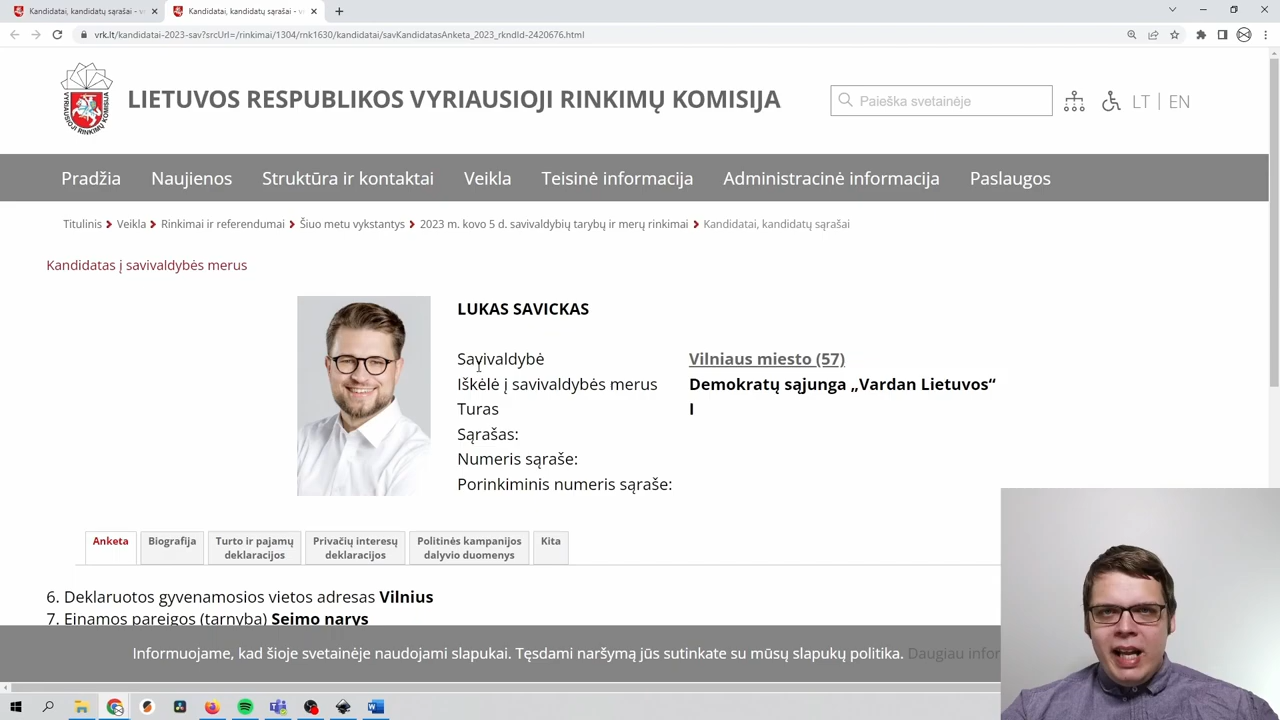 Kandidatai, kandidatų sąrašai - v
Kandidatai, kandidatų sąrašai - v
vrk.lt/kandidatai-2023-sav?srcUrl=/rinkimai/1304/rnk1630/kandidatai/savKandidatasAnketa_2023_rkndId-2420676.html
VYRIAUSIOJI RINKIMŲ KOMISIJA
LIETUVOS RESPUBLIKOS VYRIAUSIOJI RINKIMŲ KOMISIJA
Paieška svetainėje
LT | EN
Pradžia Naujienos Struktūra ir kontaktai Veikla Teisinė informacija Administracinė informacija Paslaugos
Titulinis Veikla Rinkimai ir referendumai Šiuo metu vykstantys 2023 m. kovo 5 d. savivaldybių tarybų ir merų rinkimai Kandidatai, kandidatų sąrašai
Kandidatas į savivaldybės merus
LUKAS SAVICKAS
Savivaldybė Vilniaus miesto (57)
Iškėlė į savivaldybės merus Demokratų sąjunga „Vardan Lietuvos“
Turas I
Sąrašas:
Numeris sąraše:
Porinkiminis numeris sąraše:
Anketa
Biografija
Turto ir pajamų
deklaracijos
Privačių interesų
deklaracijos
Politinės kampanijos
dalyvio duomenys
Kita
6. Deklaruotos gyvenamosios vietos adresas Vilnius
7. Einamos pareigos (tarnyba) Seimo narys
Informuojame, kad šioje svetainėje naudojami slapukai. Tęsdami naršymą jūs sutinkate su mūsų slapukų politika. Daugiau infor